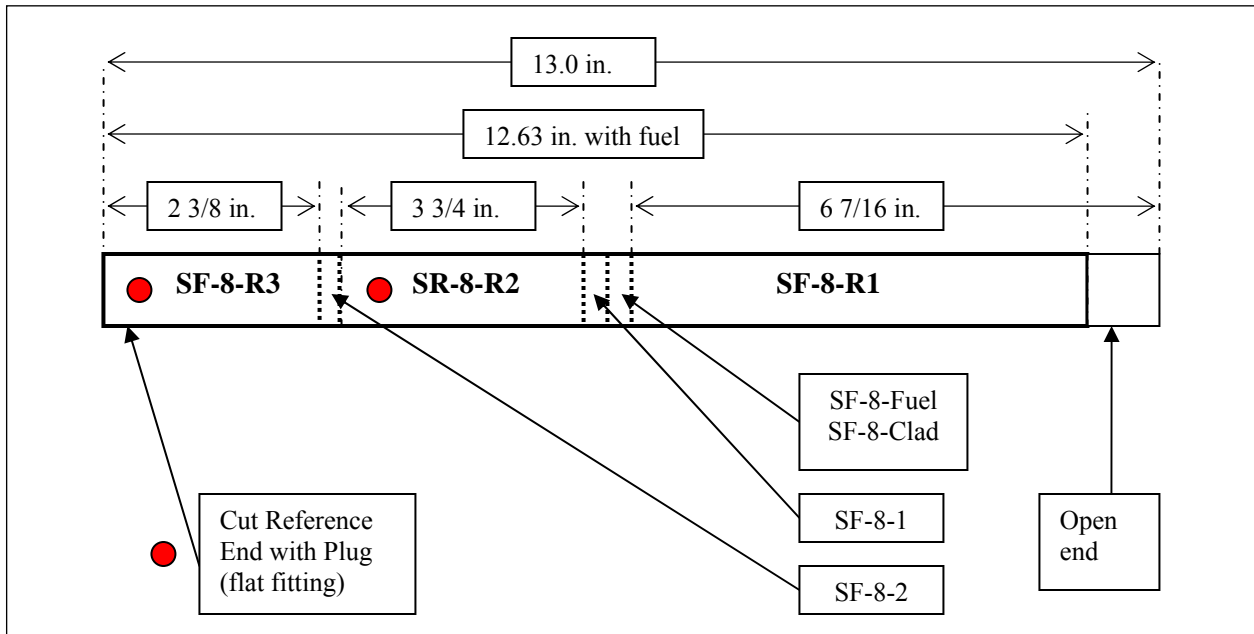 13.0 in.
12.63 in. with fuel
2 3/8 in.
3 3/4 in.
6 7/16 in.
SF-8-R3
SR-8-R2
SF-8-R1
SF-8-Fuel
SF-8-Clad
Cut Reference
End with Plug
(flat fitting)
SF-8-1
Open
end
SF-8-2